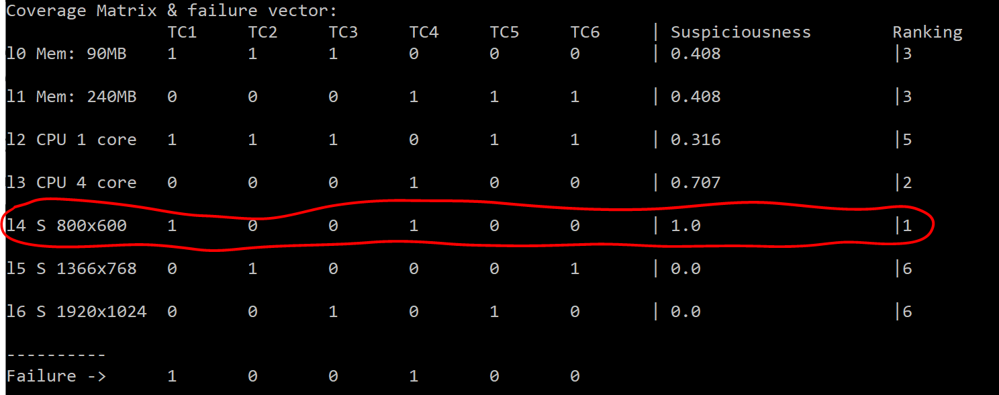 Coverage Matrix & failure vector:
TC1 TC2 TC3 TC4 TC5 TC6 | Suspiciousness Ranking
l0 Mem: 90MB 1 1 1 0 0 0 | 0.408 |3
l1 Mem: 240MB 0 0 0 1 1 1 | 0.408 |3
l2 CPU 1 core 1 1 1 0 1 1 | 0.316 |5
l3 CPU 4 core 0 0 0 1 0 0 | 0.707 |2
l4 S 800x600 1 0 0 1 0 0 | 1.0 |1
l5 S 1366x768 0 1 0 0 0 1 | 0.0 |6
l6 S 1920x1024 0 0 1 0 1 0 | 0.0 |6
----------
Failure -> 1 0 0 1 0 0